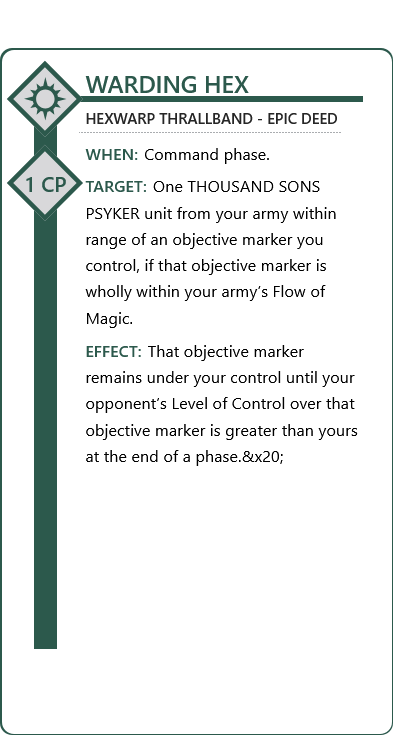 WARDING HEX
HEXWARP THRALLBAND - EPIC DEED
WHEN: Command phase.
1 CP
TARGET: One THOUSAND SONS
PSYKER unit from your army within
range of an objective marker you
control, if that objective marker is
wholly within your army’s Flow of
Magic.
EFFECT: That objective marker
remains under your control until your
opponent’s Level of Control over that
objective marker is greater than yours
at the end of a phase.&x20;